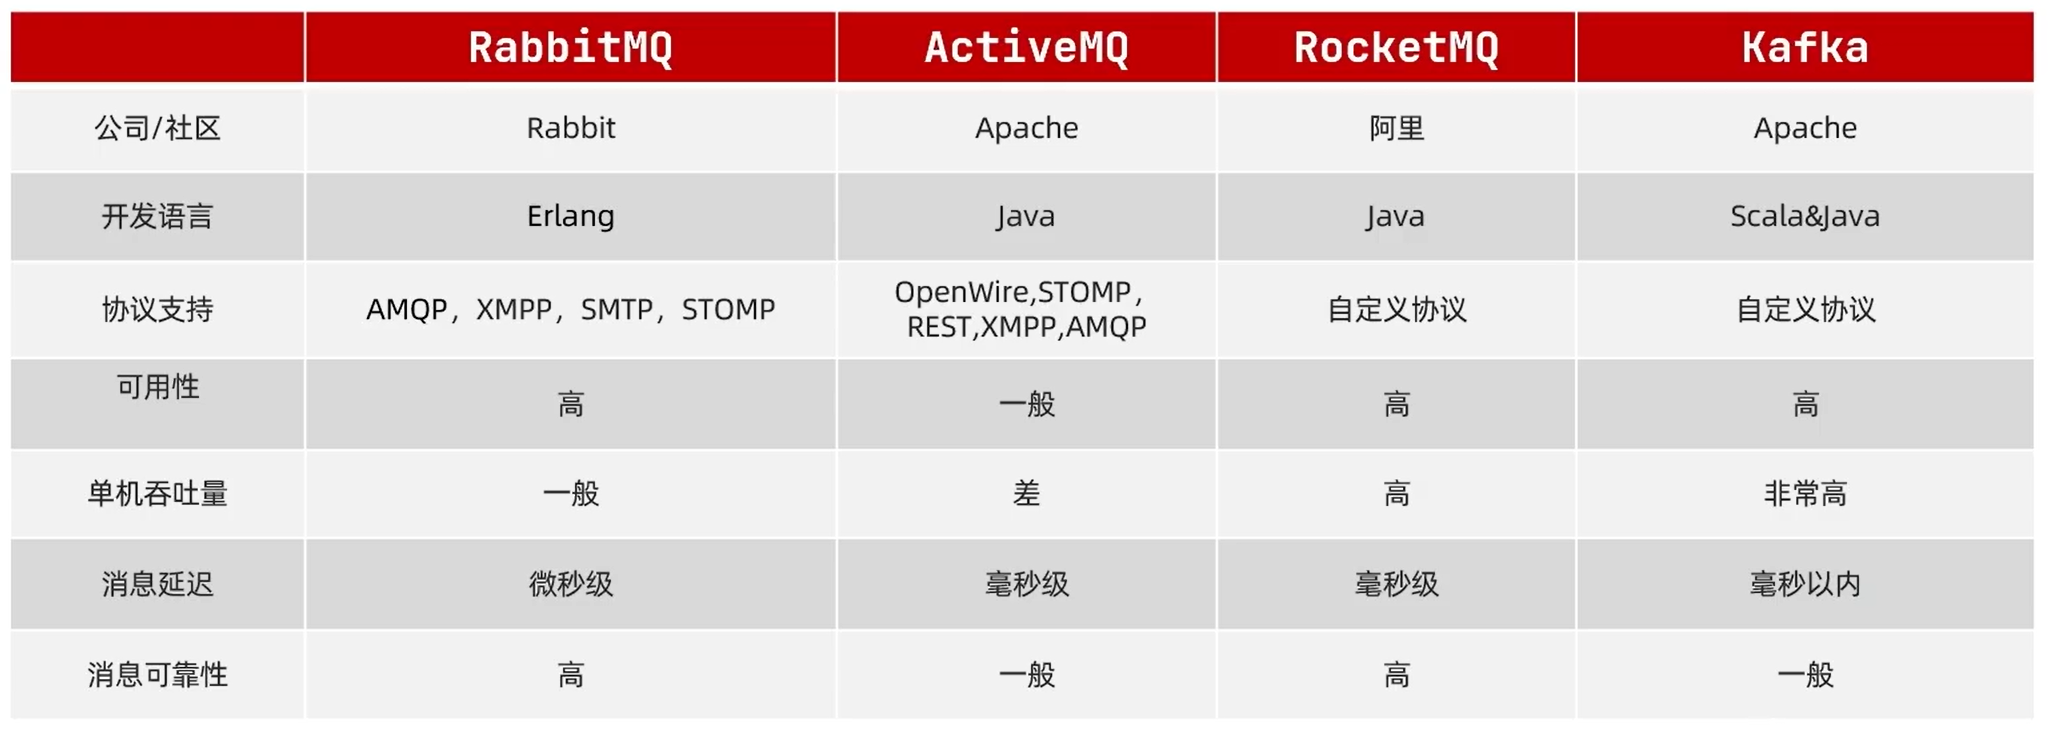 RabbitMQ ActiveMQ RocketMQ Kafka
公司/社区 Rabbit Apache 阿里 Apache
开发语言 Erlang Java Java Scala&Java
协议支持 AMQP，XMPP，SMTP，STOMP OpenWire,STOMP，
REST,XMPP,AMQP 自定义协议 自定义协议
可用性 高 一般 高 高
单机吞吐量 一般 差 高 非常高
消息延迟 微秒级 毫秒级 毫秒级 毫秒以内
消息可靠性 高 一般 高 一般